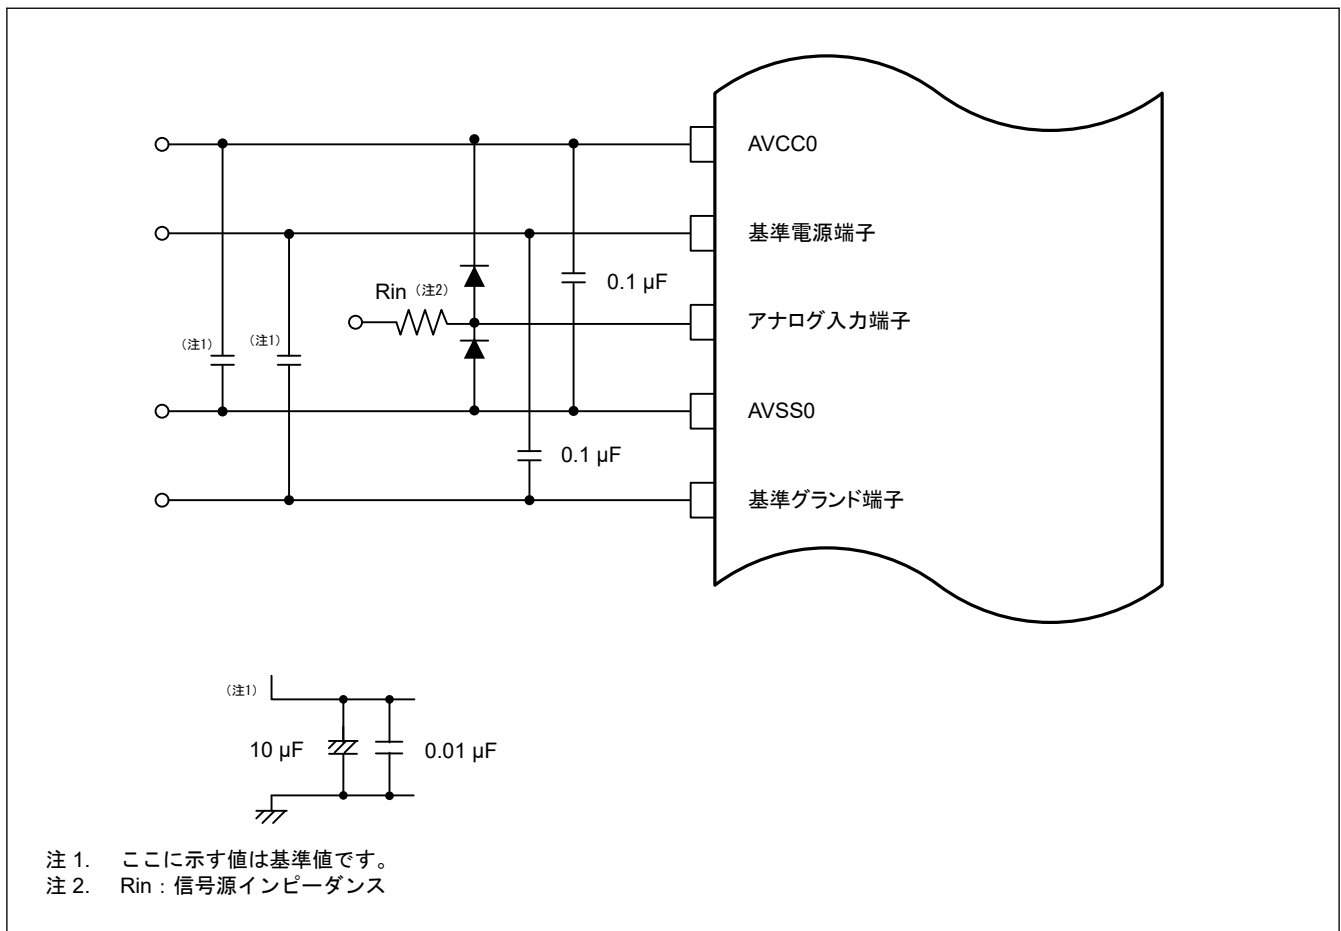 AVCC0
基準電源端子
0.1 µF
Rin (注2)
アナログ入力端子
(注1)
(注1)
AVSS0
0.1 µF
基準グランド端子
(注1)
10 µF
0.01 µF
注 1. ここに示す値は基準値です。
注 2. Rin：信号源インピーダンス